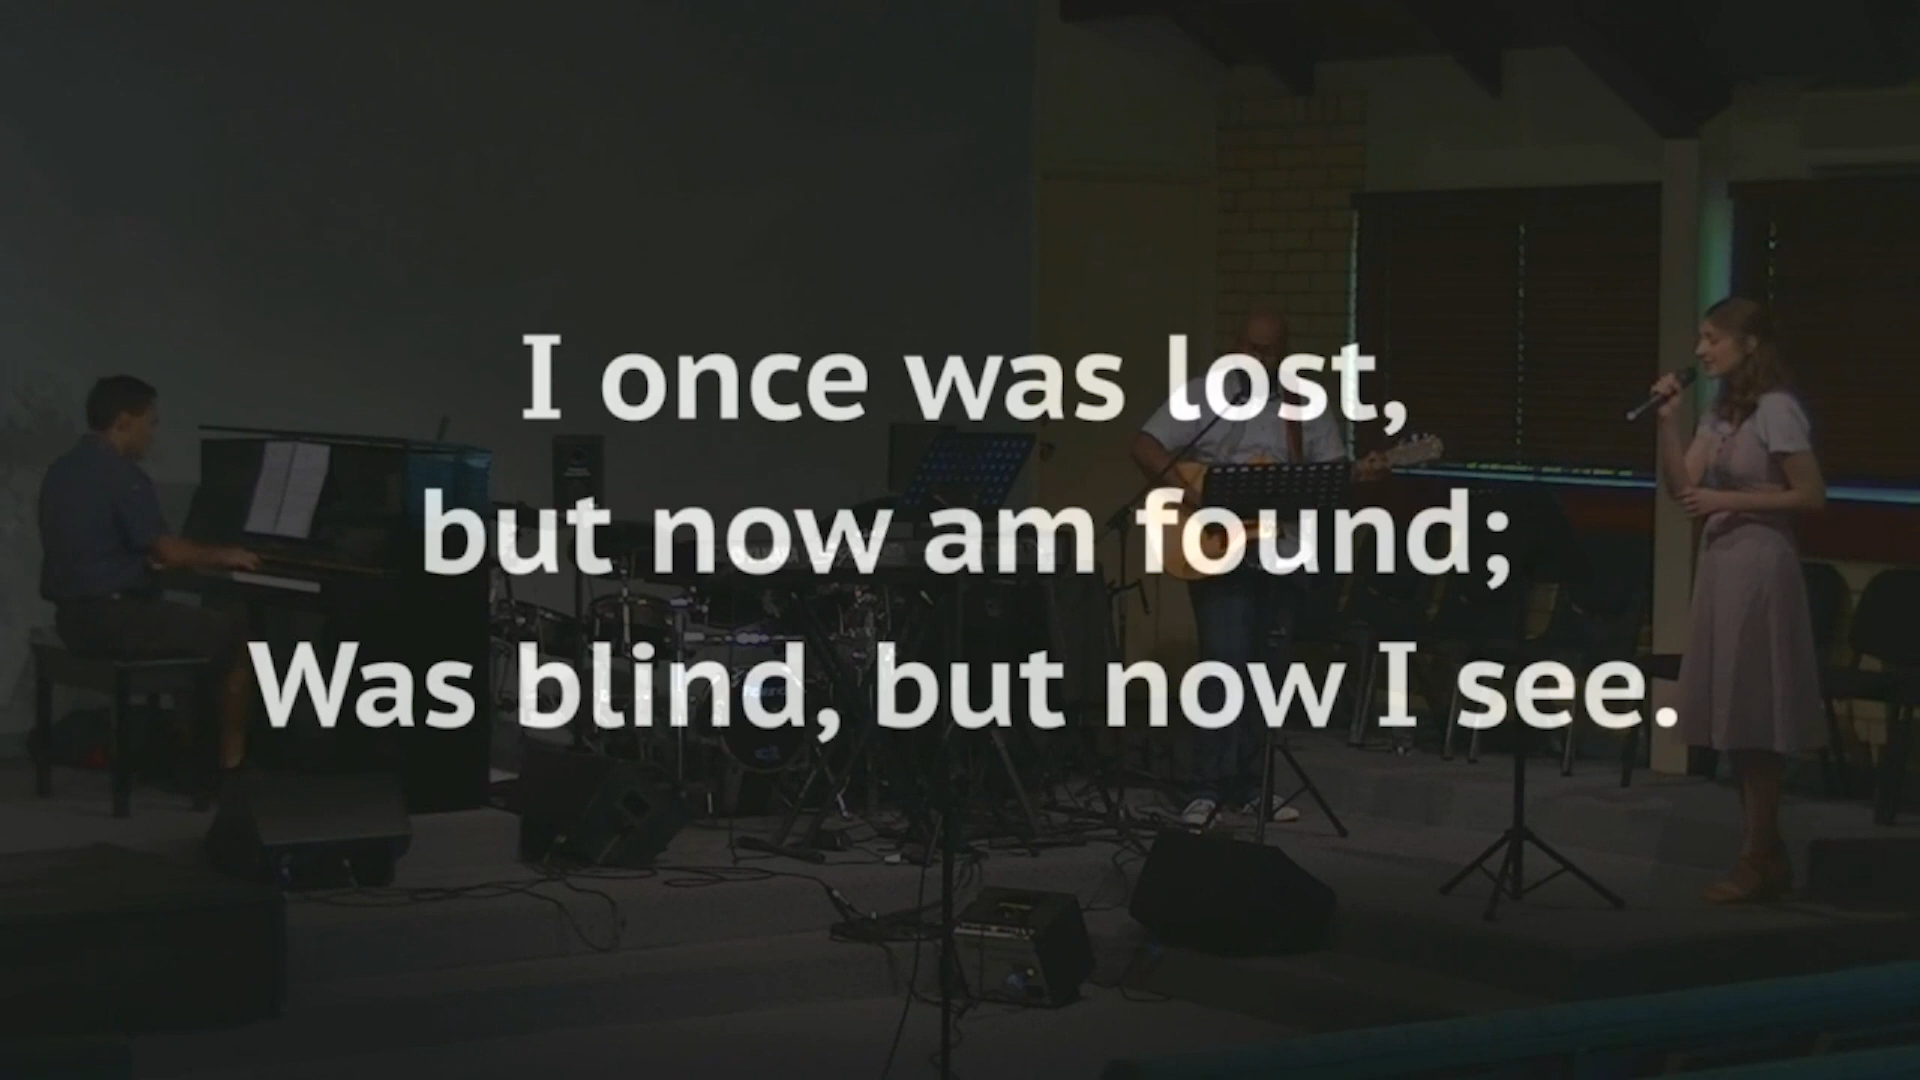 I once was lost,
but now am found;
Was blind, but now I see.